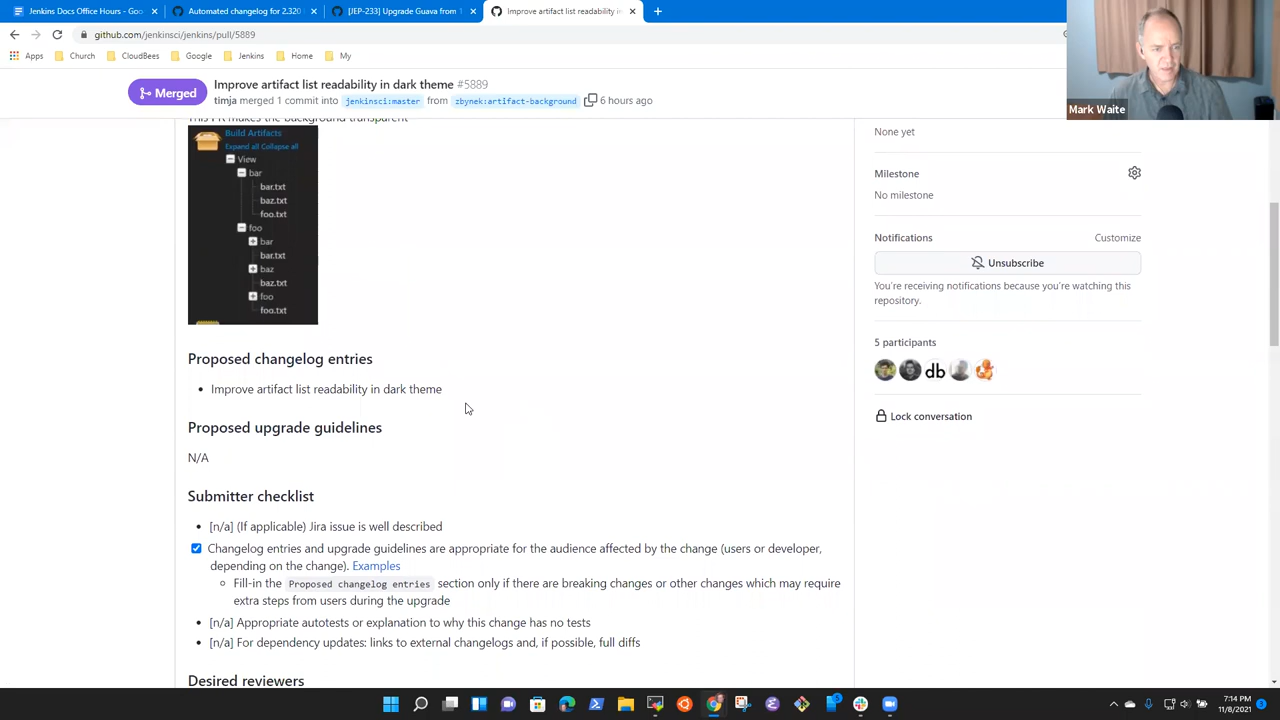 Jenkins Docs Office Hours - Goo
Automated changelog for 2.320
[JEP-233] Upgrade Guava from 1
Improve artifact list readability in
github.com/jenkinsci/jenkins/pull/5889
Apps
Church
CloudBees
Google
Jenkins
Home
My
Mark Waite
Merged
Improve artifact list readability in dark theme #5889
timja merged 1 commit into jenkinsci:master from zbynek:artifact-background 6 hours ago
This PR makes the background transparent
Build Artifacts
Expand all Collapse all
View
bar
bar.txt
baz.txt
foo.txt
foo
bar
bar.txt
baz
baz.txt
foo
foo.txt
Proposed changelog entries
Improve artifact list readability in dark theme
Proposed upgrade guidelines
N/A
Submitter checklist
[n/a] (If applicable) Jira issue is well described
Changelog entries and upgrade guidelines are appropriate for the audience affected by the change (users or developer,
depending on the change). Examples
Fill-in the Proposed changelog entries section only if there are breaking changes or other changes which may require
extra steps from users during the upgrade
[n/a] Appropriate autotests or explanation to why this change has no tests
[n/a] For dependency updates: links to external changelogs and, if possible, full diffs
Desired reviewers
None yet
Milestone
No milestone
Notifications
Customize
Unsubscribe
You're receiving notifications because you're watching this
repository.
5 participants
db
Lock conversation
7:14 PM
11/8/2021